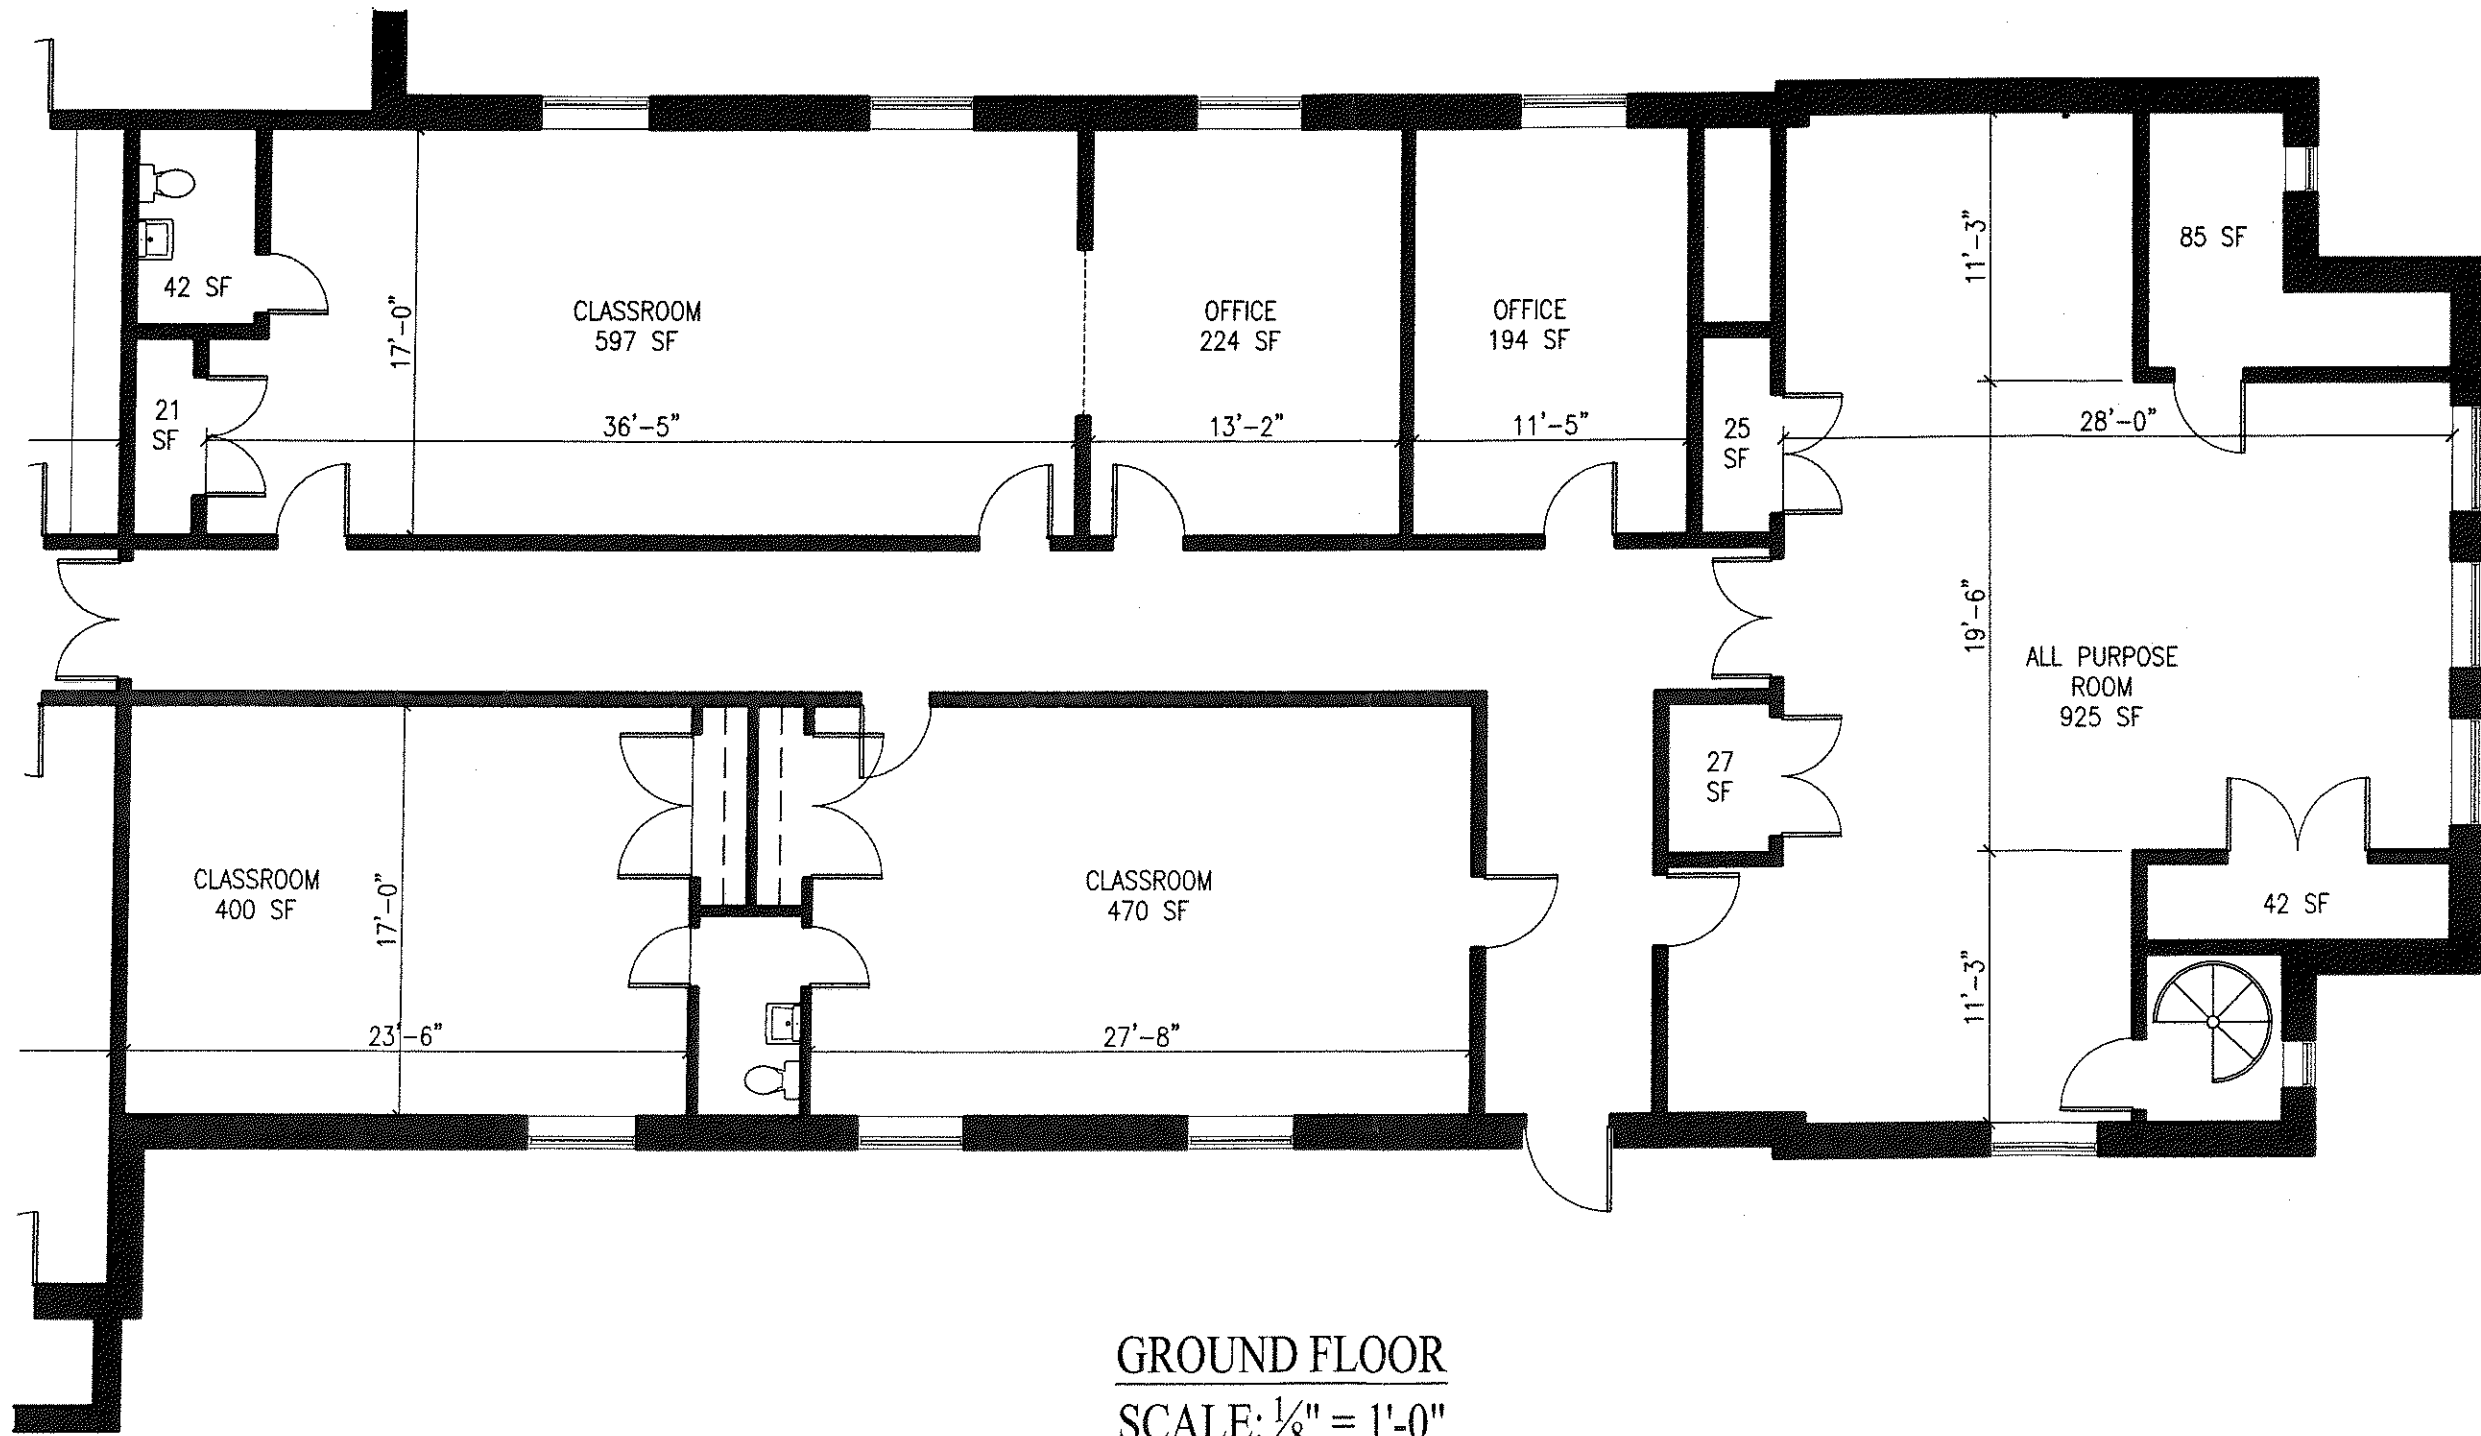 11'-3"
85 SF
42 SF
17'-0"
CLASSROOM
597 SF
OFFICE
224 SF
OFFICE
194 SF
21
SF
36'-5"
13'-2"
11'-5"
25
SF
28'-0"
19'-6"
ALL PURPOSE
ROOM
925 SF
27
SF
CLASSROOM
400 SF
17'-0"
CLASSROOM
470 SF
42 SF
11'-3"
23'-6"
27'-8"
GROUND FLOOR
SCALE: ⅛" = 1'-0"